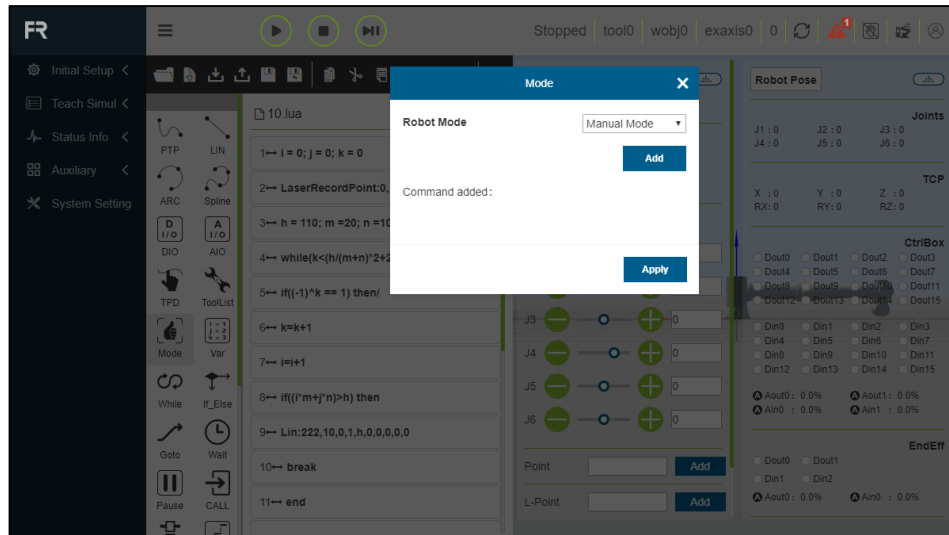 FR
Stopped tool0 wobj0 exaxis0 0
1
Initial Setup
Teach Simul
Status Info
Auxiliary
System Setting
PTP LIN
ARC Spline
D I/O A I/O
DIO AIO
TPD ToolList
i = 1
j = 2
k = 3
Mode Var
While If_Else
Goto Wait
Pause CALL
10.lua
1 i = 0; j = 0; k = 0
2 LaserRecordPoint:0,
3 h = 110; m =20; n =10
4 while(k<(h/(m+n)*2+2
5 if((-1)^k == 1) then/
6 k=k+1
7 i=i+1
8 if((i*m+j*n)>h) then
9 Lin:222,10,0,1,h,0,0,0,0,0
10 break
11 end
Mode
Robot Mode Manual Mode
Add
Command added:
Apply
J3 0
J4 0
J5 0
J6 0
Point Add
L-Point Add
Robot Pose
Joints
J1 : 0 J2 : 0 J3 : 0
J4 : 0 J5 : 0 J6 : 0
TCP
X : 0 Y : 0 Z : 0
RX: 0 RY: 0 RZ: 0
CtrlBox
Dout0 Dout1 Dout2 Dout3
Dout4 Dout5 Dout6 Dout7
Dout8 Dout9 Dout10 Dout11
Dout12 Dout13 Dout14 Dout15
Din0 Din1 Din2 Din3
Din4 Din5 Din6 Din7
Din8 Din9 Din10 Din11
Din12 Din13 Din14 Din15
A Aout0 : 0.0% A Aout1 : 0.0%
A Ain0 : 0.0% A Ain1 : 0.0%
EndEff
Dout0 Dout1
Din1 Din2
A Aout0 : 0.0% A Ain0 : 0.0%